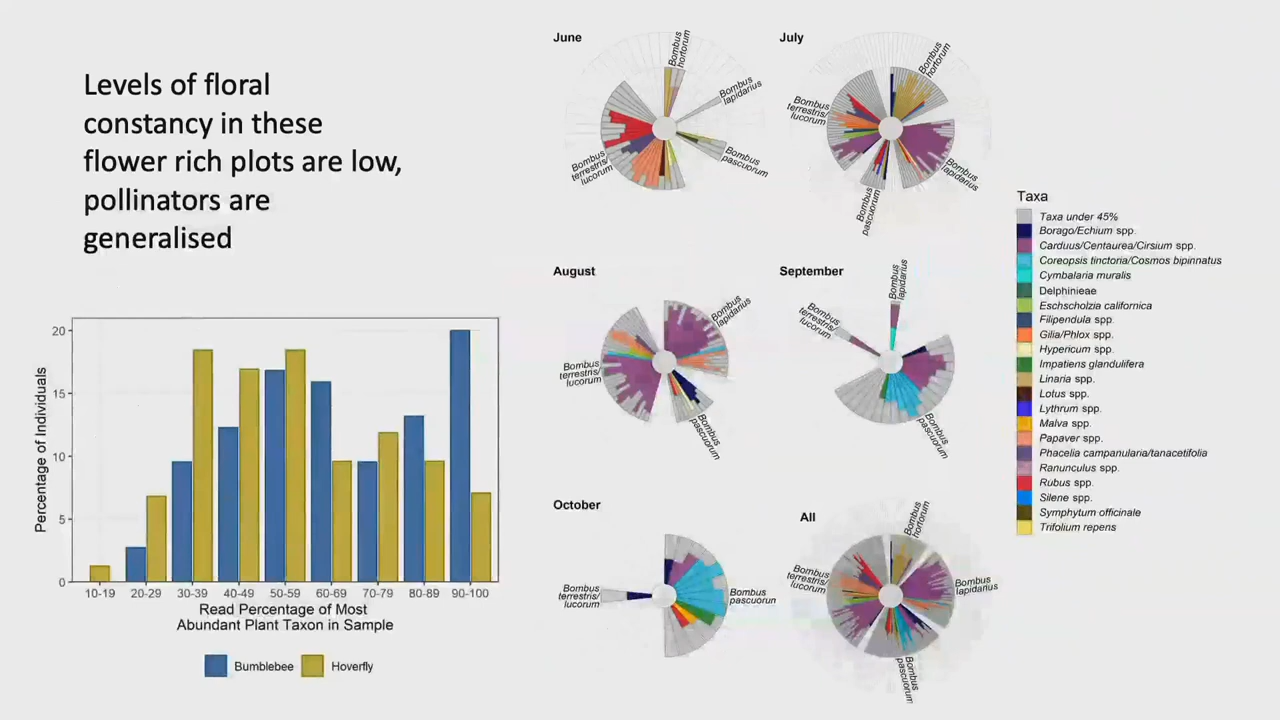 Levels of floral
constancy in these
flower rich plots are low,
pollinators are
generalised
Percentage of Individuals
20
15
10
5
0
10-19 20-29 30-39 40-49 50-59 60-69 70-79 80-89 90-100
Read Percentage of Most
Abundant Plant Taxon in Sample
Bumblebee Hoverfly
June
Bombus
hortorum
Bombus
lapidarius
Bombus
pascuorum
Bombus
terrestris/
lucorum
July
Bombus
hortorum
Bombus
lapidarius
Bombus
pascuorum
Bombus
terrestris/
lucorum
August
Bombus
lapidarius
Bombus
pascuorum
Bombus
terrestris/
lucorum
September
Bombus
lapidarius
Bombus
pascuorum
Bombus
terrestris/
lucorum
October
Bombus
pascuorun
Bombus
terrestris/
lucorum
All
Bombus
hortorum
Bombus
lapidarius
Bombus
pascuorum
Bombus
terrestris/
lucorum
Taxa
Taxa under 45%
Borago/Echium spp.
Carduus/Centaurea/Cirsium spp.
Coreopsis tinctoria/Cosmos bipinnatus
Cymbalaria muralis
Delphinieae
Eschscholzia californica
Filipendula spp.
Gilia/Phlox spp.
Hypericum spp.
Impatiens glandulifera
Linaria spp.
Lotus spp.
Lythrum spp.
Malva spp.
Papaver spp.
Phacelia campanularia/tanacetifolia
Ranunculus spp.
Rubus spp.
Silene spp.
Symphytum officinale
Trifolium repens